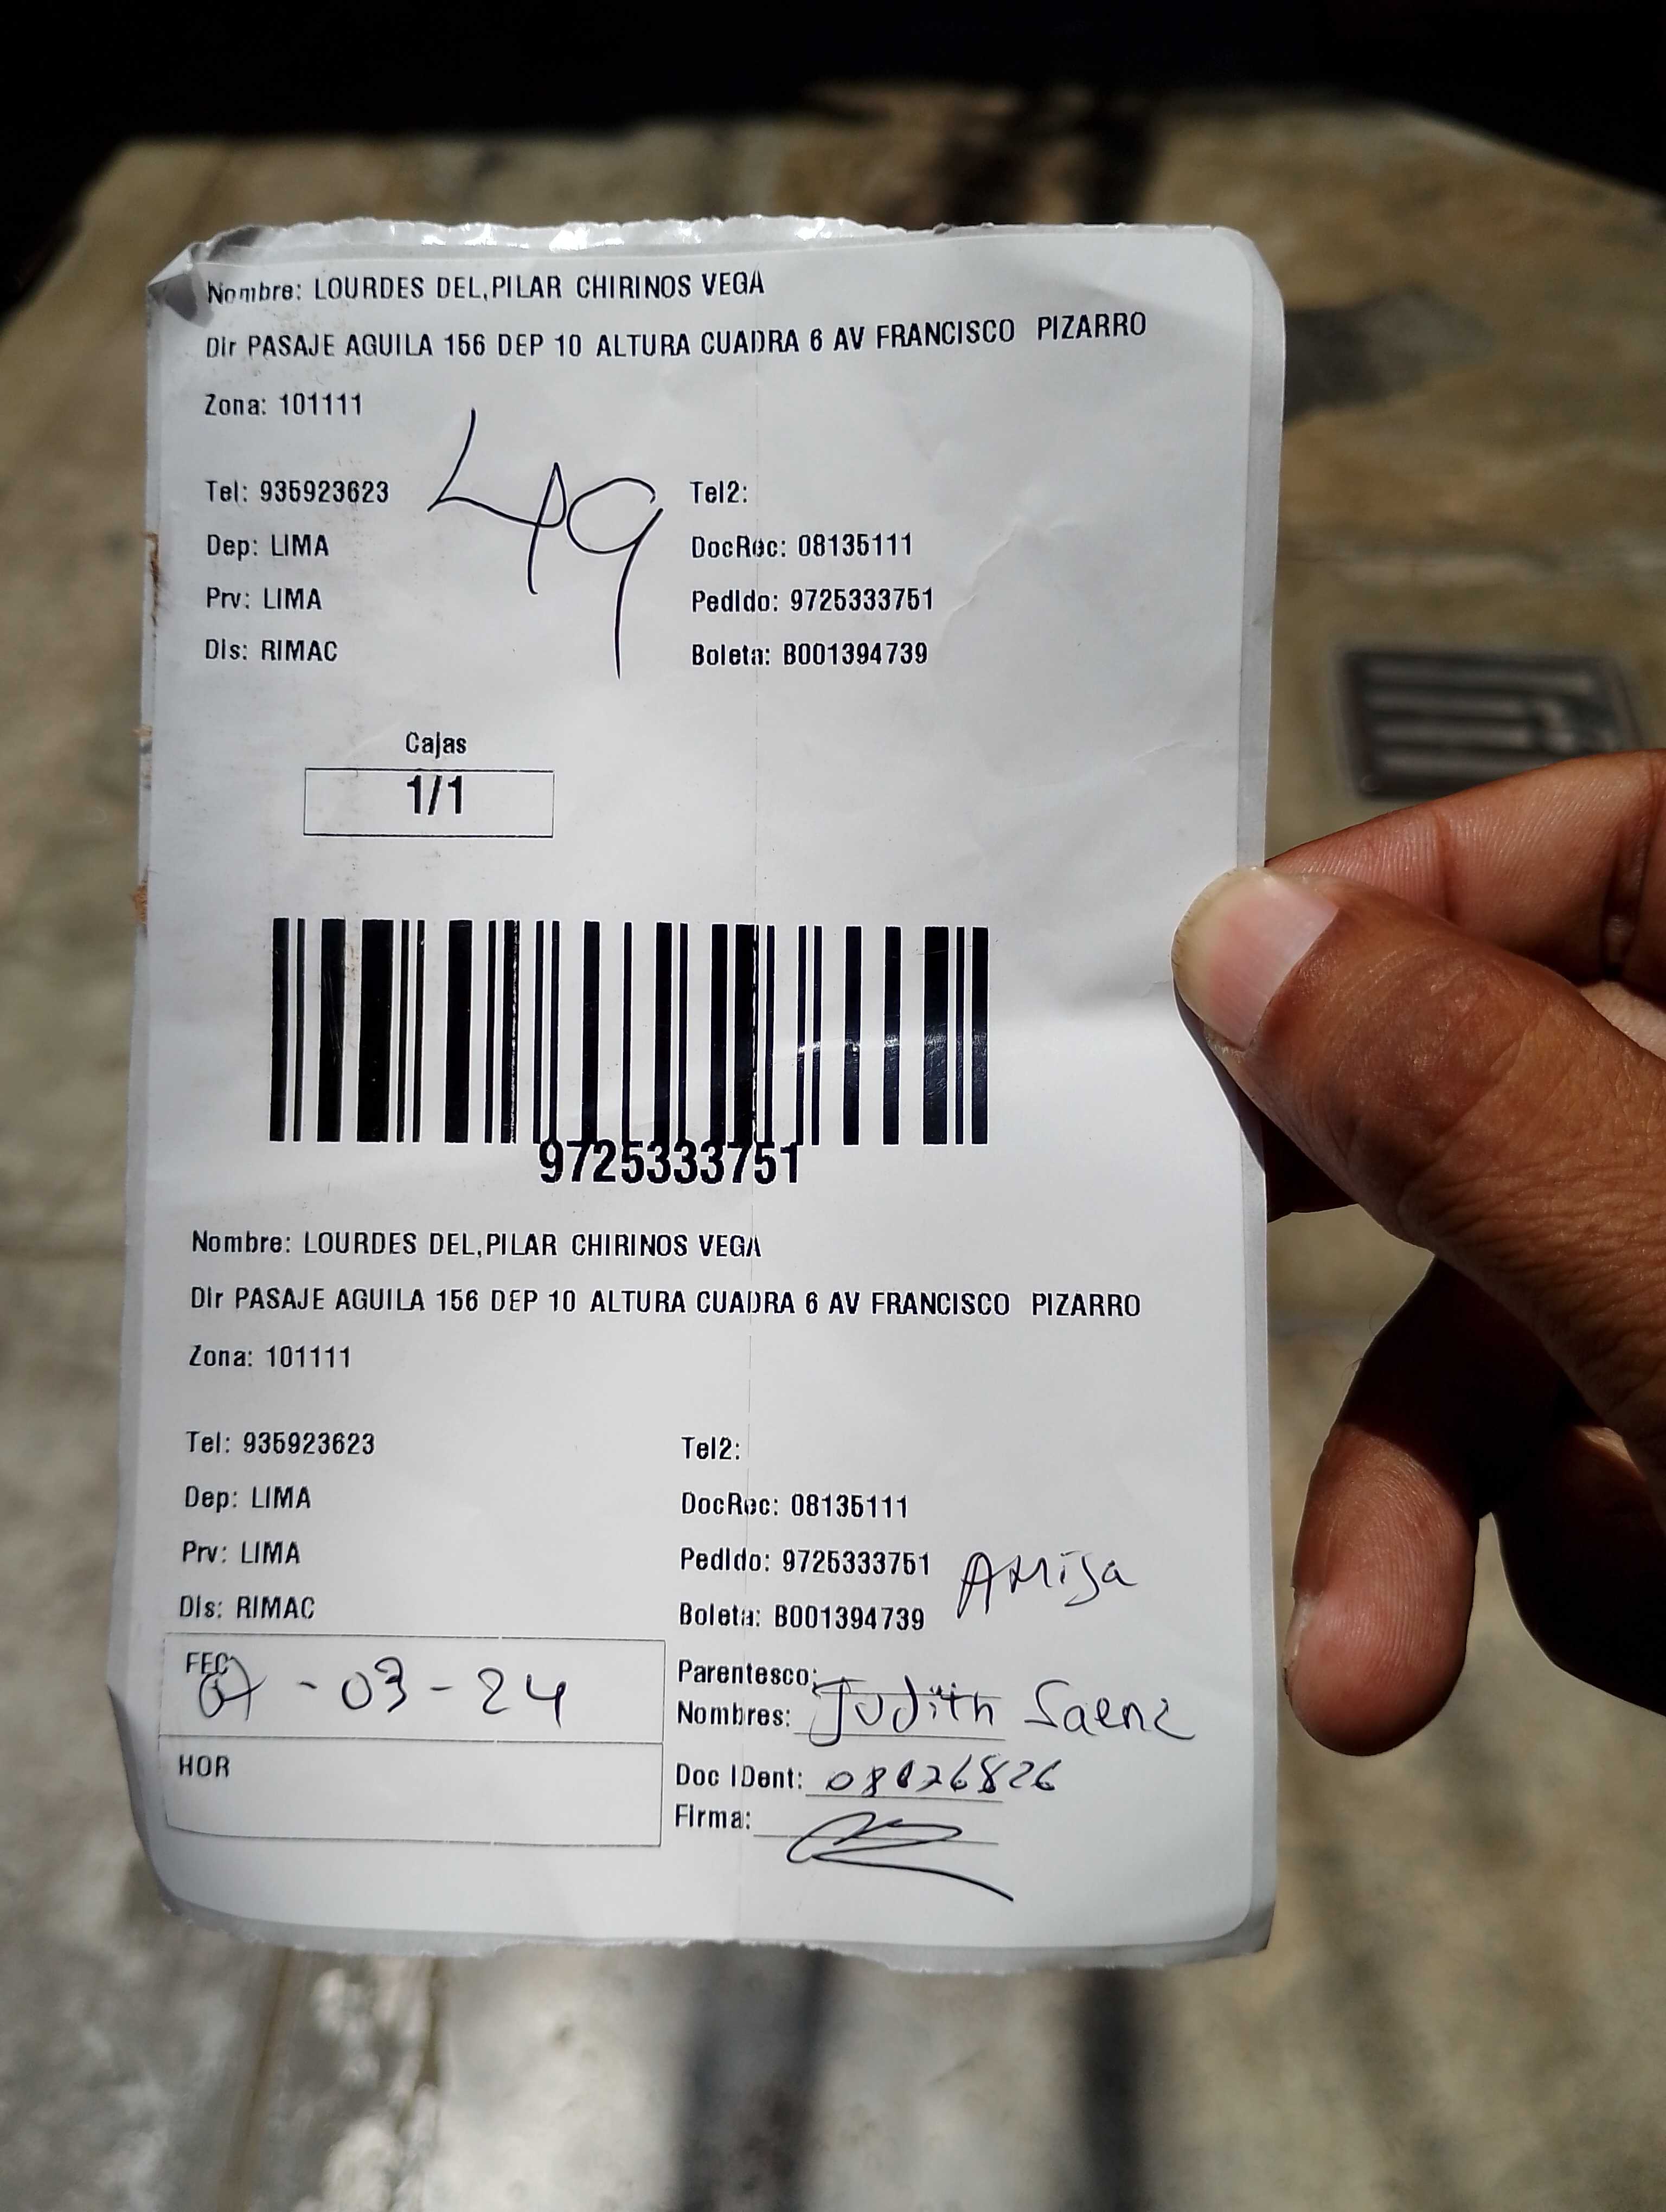 Nombre: LOURDES DEL,PILAR CHIRINOS VEGA
Dir PASAJE AGUILA 156 DEP 10 ALTURA CUADRA 6 AV FRANCISCO PIZARRO
Zona: 101111
49
Tel: 935923623 Tel2:
Dep: LIMA DocRec: 08135111
Prv: LIMA Pedido: 9725333751
Dis: RIMAC Boleta: B001394739
Cajas
1/1
9725333751
Nombre: LOURDES DEL,PILAR CHIRINOS VEGA
Dir PASAJE AGUILA 156 DEP 10 ALTURA CUADRA 6 AV FRANCISCO PIZARRO
Zona: 101111
Tel: 935923623 Tel2:
Dep: LIMA DocRec: 08135111
Prv: LIMA Pedido: 9725333751
Dis: RIMAC Boleta: B001394739
FEC 07-03-24 Parentesco:
Nombres: Judith Saenz
HOR Doc IDent:
Firma: